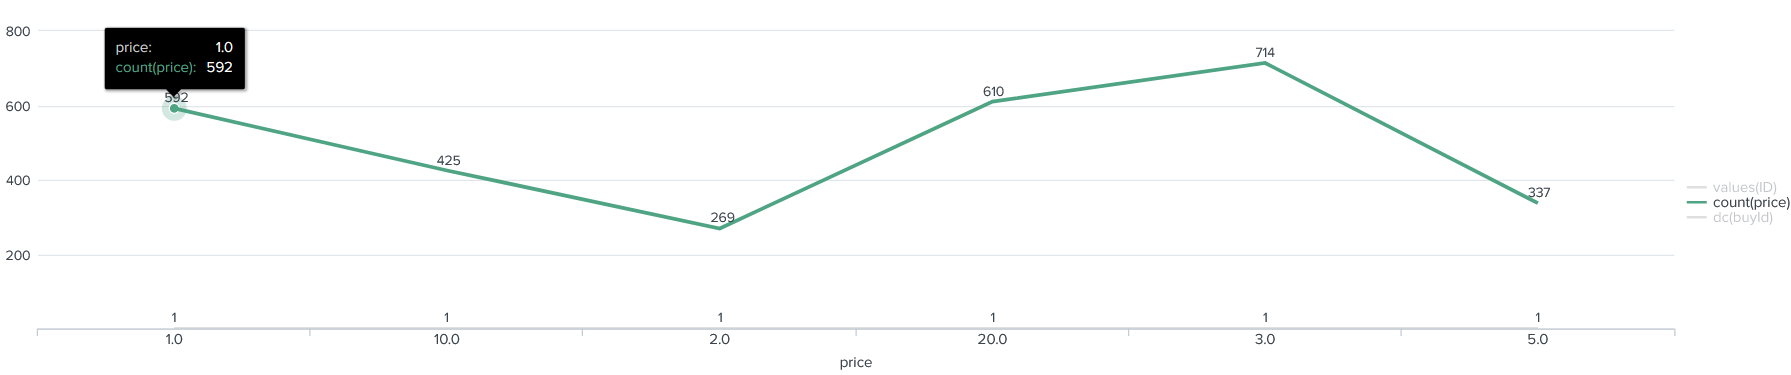 800
price: 1.0
count(price): 592
592
600
425
400
269
610
714
337
200
values(ID)
count(price)
dc(buyId)
1 1 1 1 1 1
1.0 10.0 2.0 20.0 3.0 5.0
price